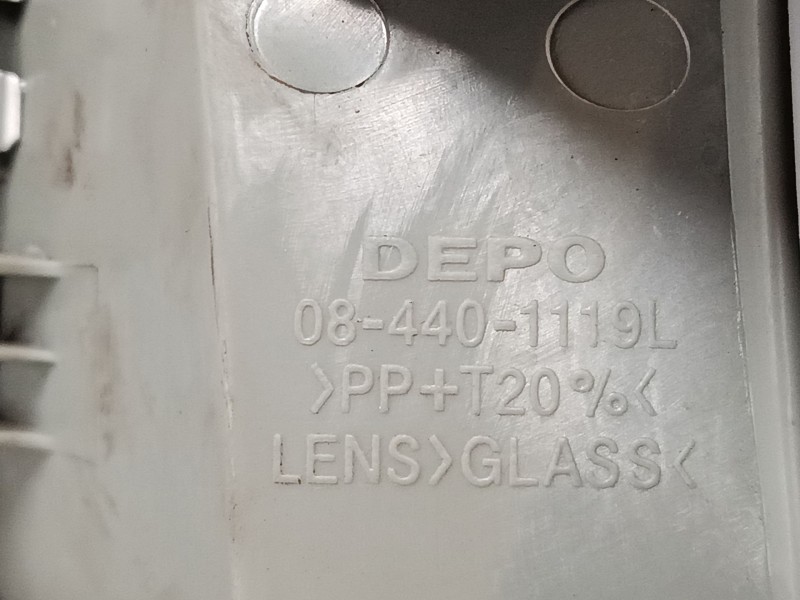 DEPO
08-440-1119L
>PP+T20%<
LENS>GLASS<